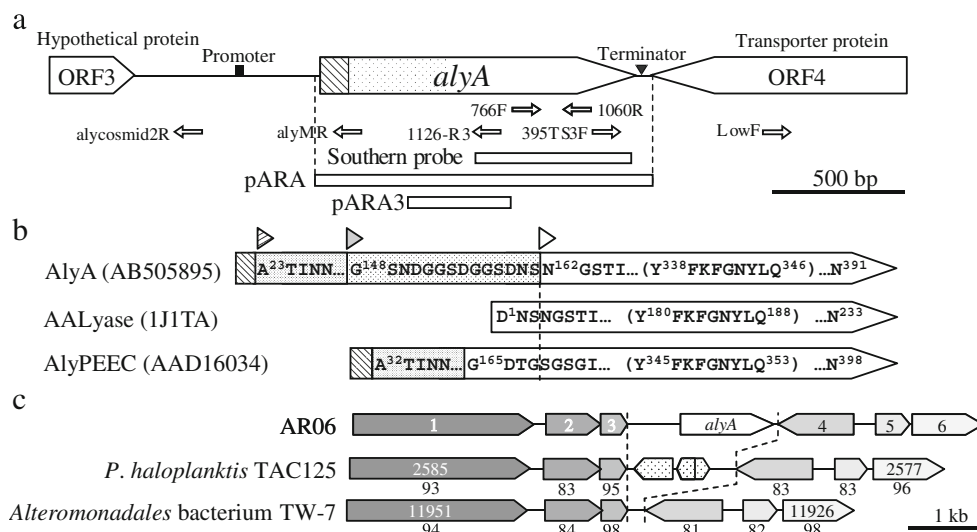 a
Hypothetical protein Promoter Terminator Transporter protein
ORF3 alyA ORF4
766F 1060R
alycosmid2R alyMR 1126-R3 395TS3F LowF
Southern probe
pARA
pARA3 500 bp
b
AlyA (AB505895) A²³TINN… G¹⁴⁸SNDGGSDGGSDNS N¹⁶²GSTI… (Y³³⁸FKFGNYLQ³⁴⁶) …N³⁹¹
AALyase (1J1TA) D¹NSNGSTI… (Y¹⁸⁰FKFGNYLQ¹⁸⁸) …N²³³
AlyPEEC (AAD16034) A³²TINN… G¹⁶⁵DTGSGSGI… (Y³⁴⁵FKFGNYLQ³⁵³) …N³⁹⁸
c
AR06 1 2 3 alyA 4 5 6
P. haloplanktis TAC125 2585 2577
93 83 95 83 83 96
Alteromonadales bacterium TW-7 11951 11926
94 84 98 81 82 98
1 kb